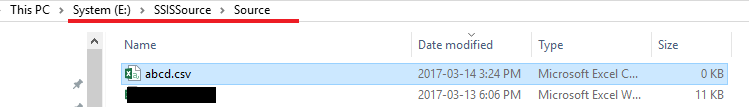 This PC > System (E:) > SSISSource > Source
Name Date modified Type Size
abcd.csv 2017-03-14 3:24 PM Microsoft Excel C... 0 KB
2017-03-13 6:06 PM Microsoft Excel W... 11 KB